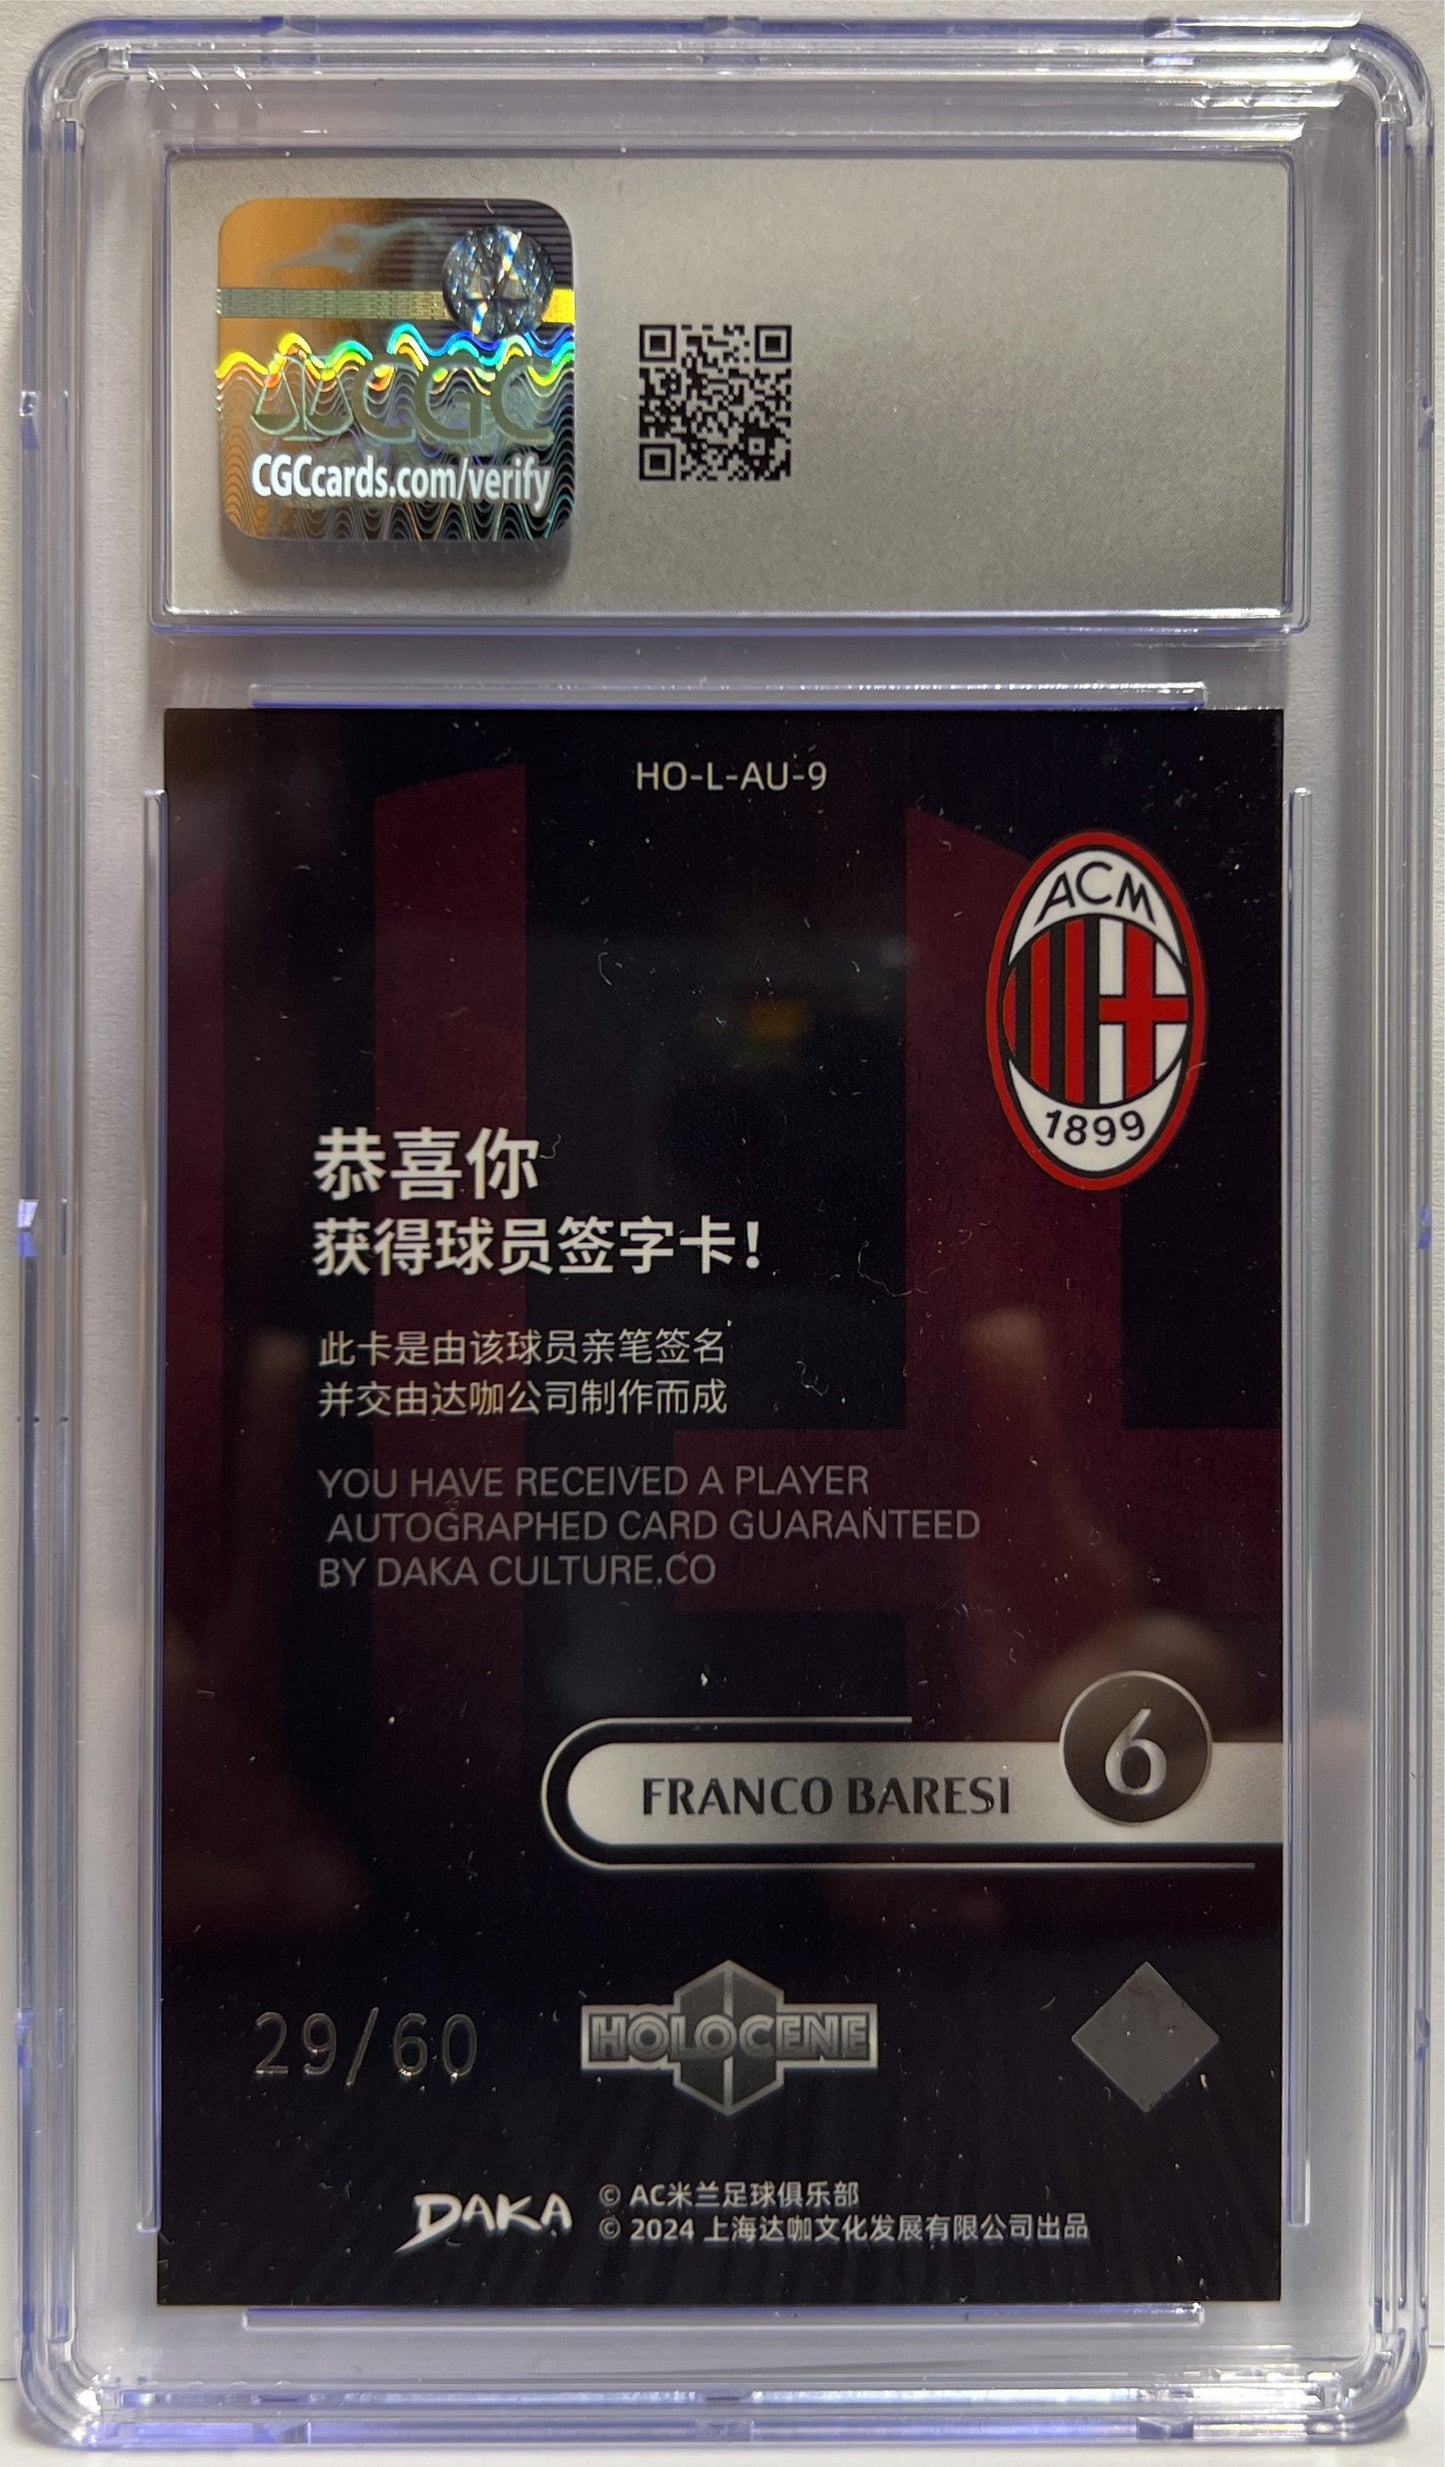 CGC
CGCcards.com/verify
HO-L-AU-9
ACM
1899
恭喜你
获得球员签字卡!
此卡是由该球员亲笔签名
并交由达咖公司制作而成
YOU HAVE RECEIVED A PLAYER
AUTOGRAPHED CARD GUARANTEED
BY DAKA CULTURE.CO
6
FRANCO BARESI
29/60
HOLOCENE
DAKA
© AC米兰足球俱乐部
© 2024 上海达咖文化发展有限公司出品